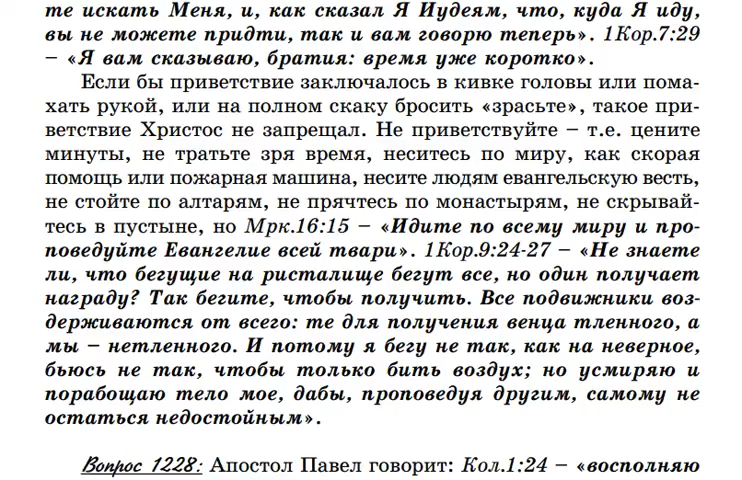 те искать Меня, и, как сказал Я Иудеям, что, куда Я иду,
вы не можете придти, так и вам говорю теперь». 1Кор.7:29
– «Я вам сказываю, братия: время уже коротко».
Если бы приветствие заключалось в кивке головы или пома-
хать рукой, или на полном скаку бросить «зрасьте», такое при-
ветствие Христос не запрещал. Не приветствуйте – т.е. цените
минуты, не тратьте зря время, неситесь по миру, как скорая
помощь или пожарная машина, несите людям евангельскую весть,
не стойте по алтарям, не прячтесь по монастырям, не скрывай-
тесь в пустыне, но Мрк.16:15 – «Идите по всему миру и про-
поведуйте Евангелие всей твари». 1Кор.9:24-27 – «Не знаете
ли, что бегущие на ристалище бегут все, но один получает
награду? Так бегите, чтобы получить. Все подвижники воз-
держиваются от всего: те для получения венца тленного, а
мы – нетленного. И потому я бегу не так, как на неверное,
бьюсь не так, чтобы только бить воздух; но усмиряю и
порабощаю тело мое, дабы, проповедуя другим, самому не
остаться недостойным».
Вопрос 1228: Апостол Павел говорит: Кол.1:24 – «восполняю